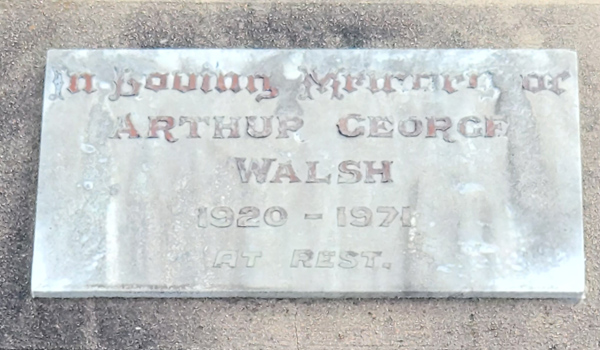 In Loving Memory of
ARTHUR GEORGE
WALSH
1920 - 1971
AT REST.